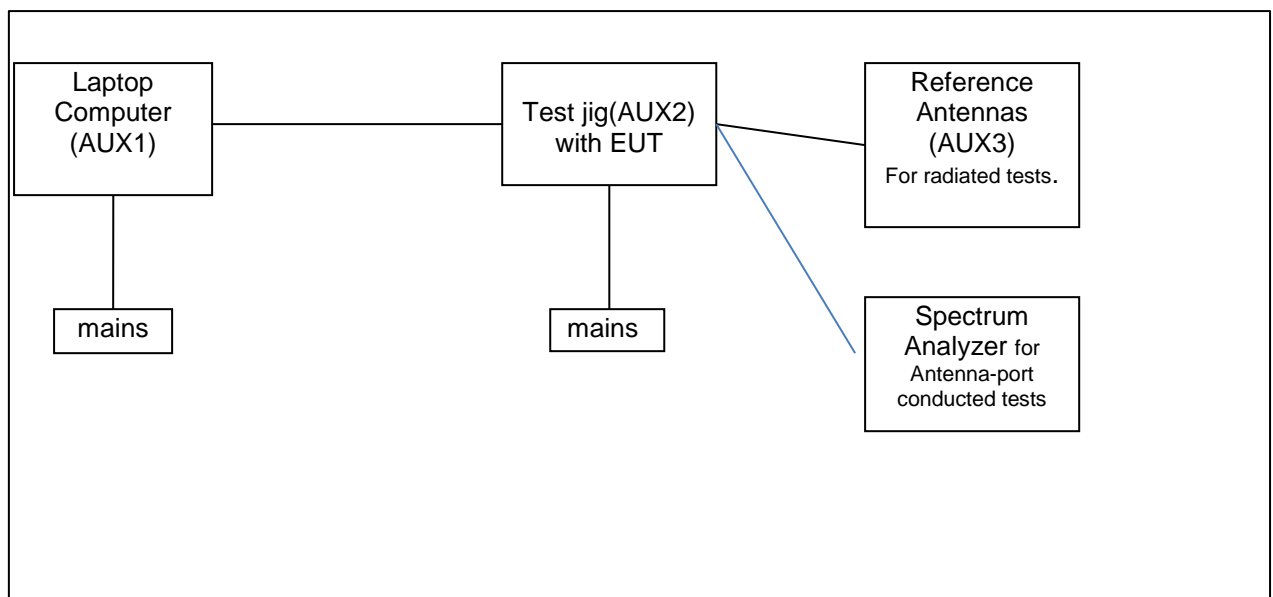 Laptop
Computer
(AUX1)
Test jig(AUX2)
with EUT
Reference
Antennas
(AUX3)
For radiated tests.
mains
mains
Spectrum
Analyzer for
Antenna-port
conducted tests